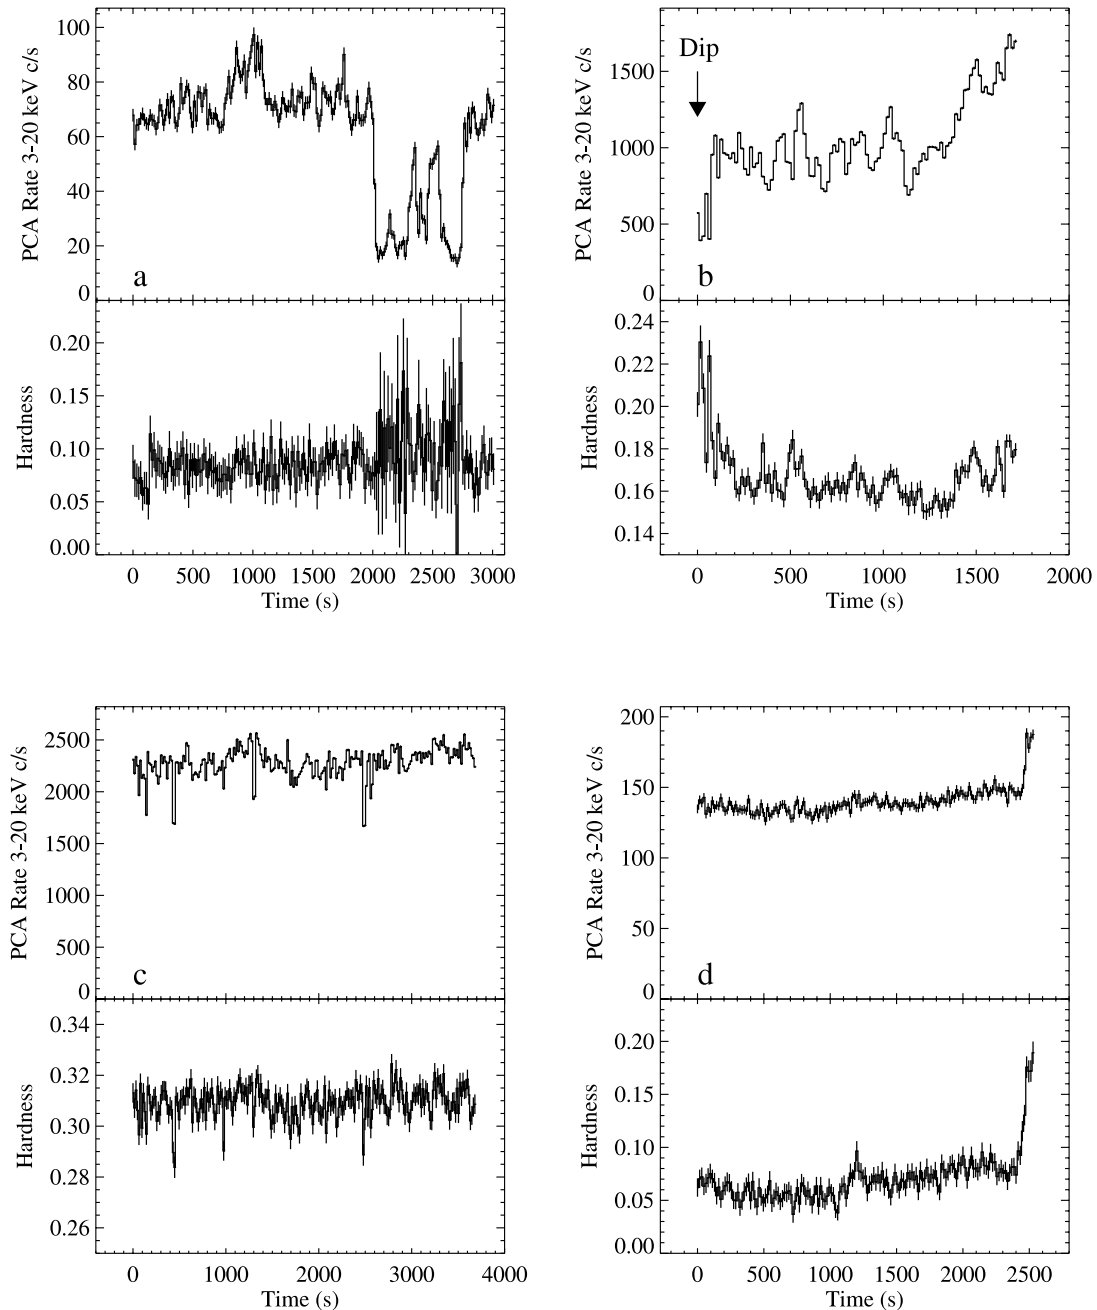 PCA Rate 3-20 keV c/s
100
80
60
40
20
0
a
Hardness
0.20
0.15
0.10
0.05
0.00
0 500 1000 1500 2000 2500 3000
Time (s)
PCA Rate 3-20 keV c/s
1500
1000
500
0
Dip
b
Hardness
0.24
0.22
0.20
0.18
0.16
0.14
0 500 1000 1500 2000
Time (s)
PCA Rate 3-20 keV c/s
2500
2000
1500
1000
500
0
c
Hardness
0.34
0.32
0.30
0.28
0.26
0 1000 2000 3000 4000
Time (s)
PCA Rate 3-20 keV c/s
200
150
100
50
0
d
Hardness
0.20
0.15
0.10
0.05
0.00
0 500 1000 1500 2000 2500
Time (s)